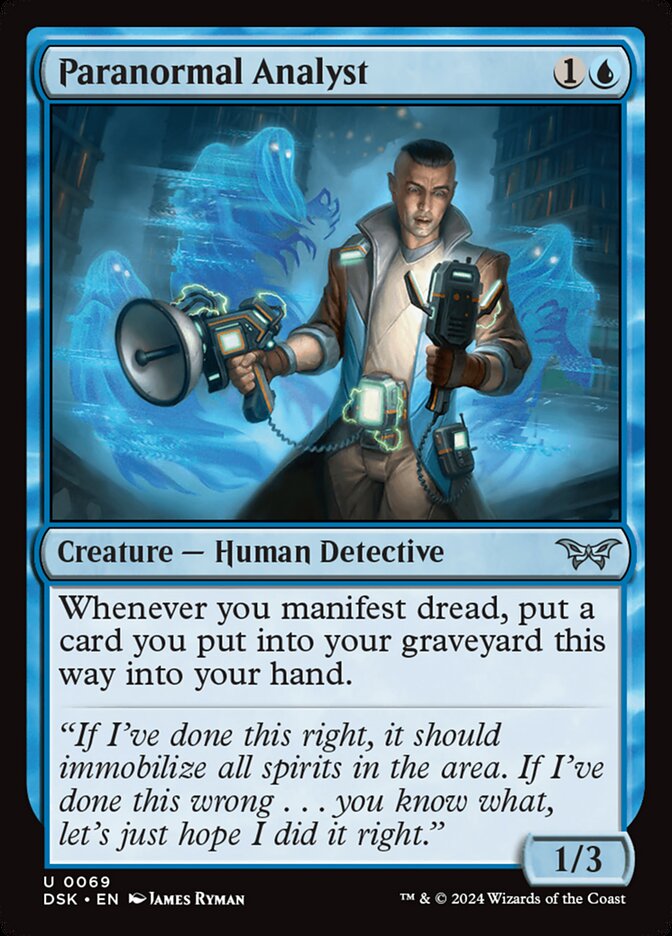 Paranormal Analyst
1
Creature — Human Detective
Whenever you manifest dread, put a
card you put into your graveyard this
way into your hand.
“If I've done this right, it should
immobilize all spirits in the area. If I've
done this wrong . . . you know what,
let's just hope I did it right.”
1/3
U 0069
DSK • EN James Ryman
™ & © 2024 Wizards of the Coast